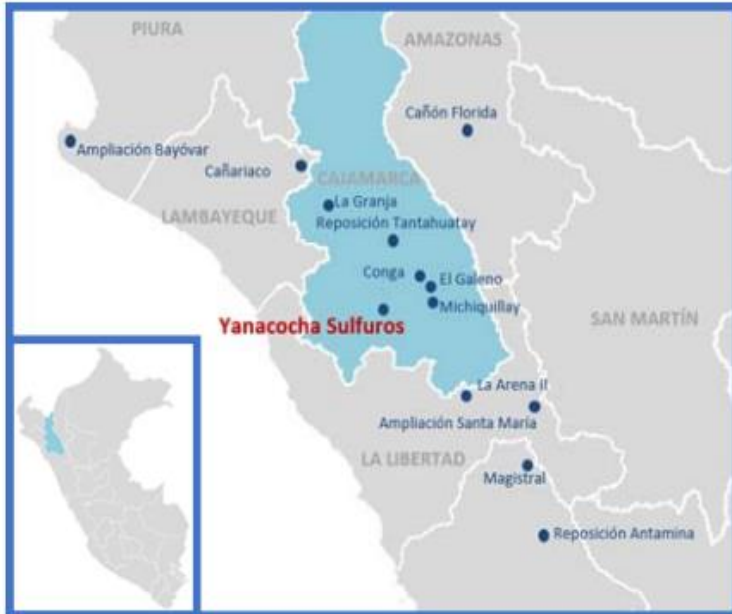 PIURA
AMAZONAS
Cañón Florida
Ampliación Bayóvar
Cañariaco
CAJAMARCA
LAMBAYEQUE
La Granja
Reposición Tantahuatay
Conga
El Galeno
Michiquillay
Yanacocha Sulfuros
SAN MARTÍN
La Arena II
Ampliación Santa María
LA LIBERTAD
Magistral
Reposición Antamina